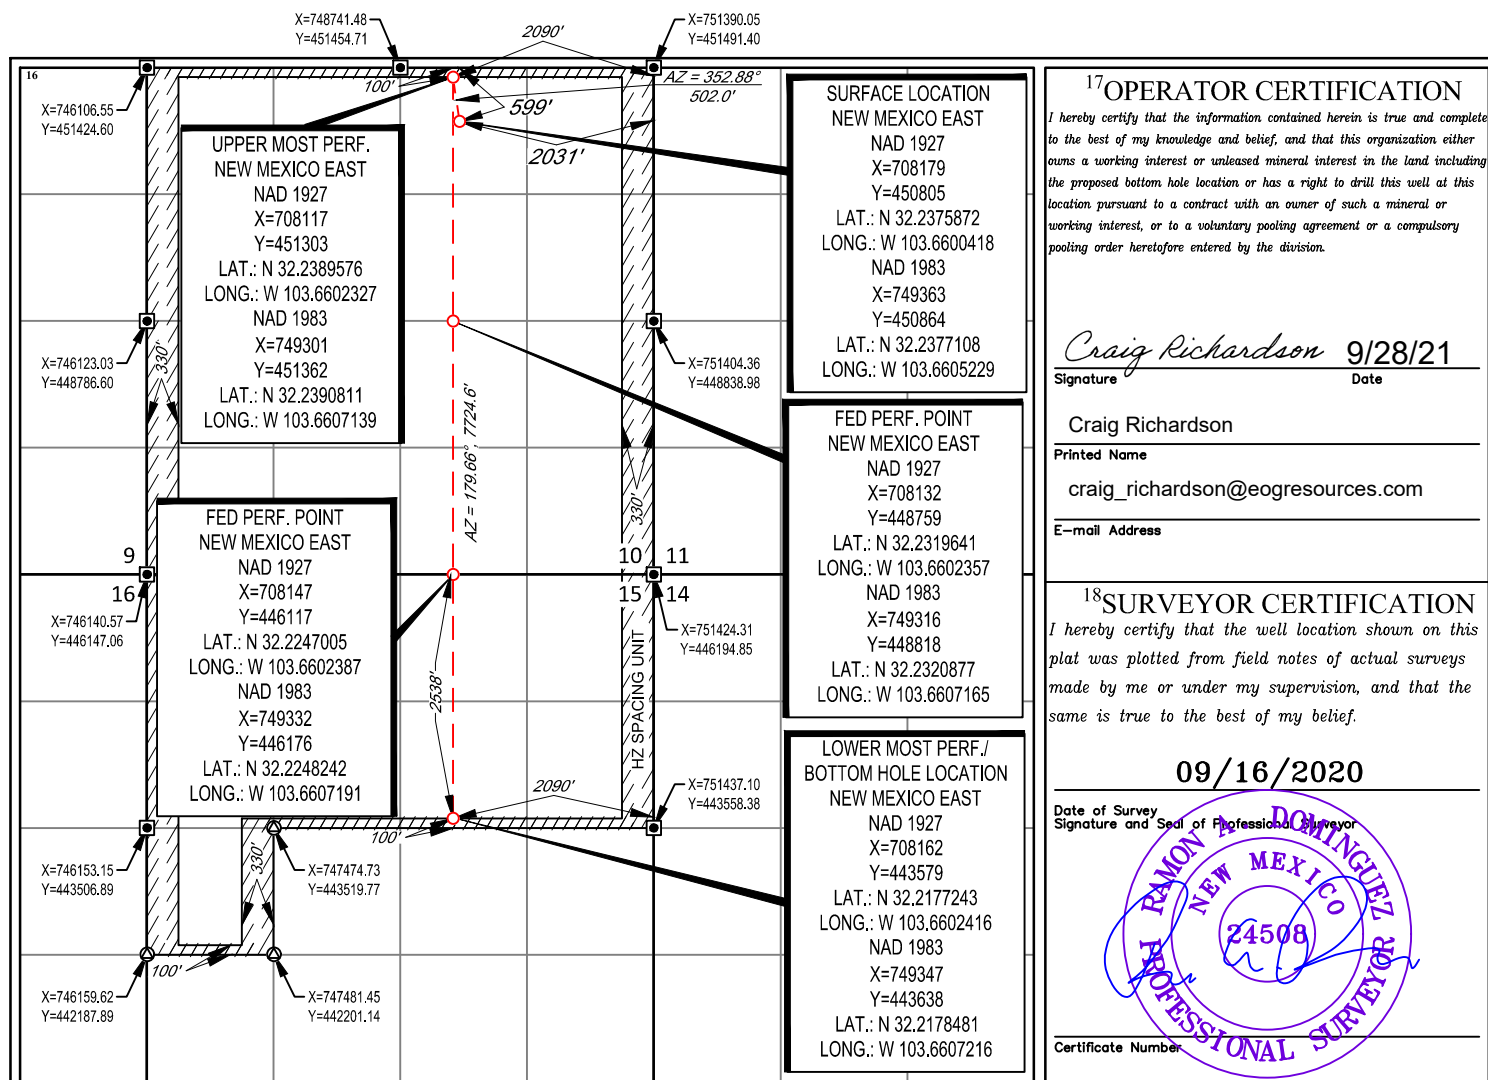 X=748741.48
Y=451454.71
2090'
X=751390.05
Y=451491.40
16
X=746106.55
Y=451424.60
100'
599'
AZ = 352.88°
502.0'
2031'
UPPER MOST PERF.
NEW MEXICO EAST
NAD 1927
X=708117
Y=451303
LAT.: N 32.2389576
LONG.: W 103.6602327
NAD 1983
X=749301
Y=451362
LAT.: N 32.2390811
LONG.: W 103.6607139
SURFACE LOCATION
NEW MEXICO EAST
NAD 1927
X=708179
Y=450805
LAT.: N 32.2375872
LONG.: W 103.6600418
NAD 1983
X=749363
Y=450864
LAT.: N 32.2377108
LONG.: W 103.6605229
X=746123.03
Y=448786.60
330'
X=751404.36
Y=448838.98
AZ = 179.66°, 7724.6'
330'
FED PERF. POINT
NEW MEXICO EAST
NAD 1927
X=708132
Y=448759
LAT.: N 32.2319641
LONG.: W 103.6602357
NAD 1983
X=749316
Y=448818
LAT.: N 32.2320877
LONG.: W 103.6607165
FED PERF. POINT
NEW MEXICO EAST
NAD 1927
X=708147
Y=446117
LAT.: N 32.2247005
LONG.: W 103.6602387
NAD 1983
X=749332
Y=446176
LAT.: N 32.2248242
LONG.: W 103.6607191
9
16
10 11
15 14
X=746140.57
Y=446147.06
X=751424.31
Y=446194.85
2538'
HZ SPACING UNIT
LOWER MOST PERF./
BOTTOM HOLE LOCATION
NEW MEXICO EAST
NAD 1927
X=708162
Y=443579
LAT.: N 32.2177243
LONG.: W 103.6602416
NAD 1983
X=749347
Y=443638
LAT.: N 32.2178481
LONG.: W 103.6607216
2090'
X=751437.10
Y=443558.38
100'
X=746153.15
Y=443506.89
330'
X=747474.73
Y=443519.77
100'
X=746159.62
Y=442187.89
X=747481.45
Y=442201.14
17OPERATOR CERTIFICATION
I hereby certify that the information contained herein is true and complete
to the best of my knowledge and belief, and that this organization either
owns a working interest or unleased mineral interest in the land including
the proposed bottom hole location or has a right to drill this well at this
location pursuant to a contract with an owner of such a mineral or
working interest, or to a voluntary pooling agreement or a compulsory
pooling order heretofore entered by the division.
Craig Richardson 9/28/21
Signature Date
Craig Richardson
Printed Name
craig_richardson@eogresources.com
E-mail Address
18SURVEYOR CERTIFICATION
I hereby certify that the well location shown on this
plat was plotted from field notes of actual surveys
made by me or under my supervision, and that the
same is true to the best of my belief.
09/16/2020
Date of Survey
Signature and Seal of Professional Surveyor
RAMON A. DOMINGUEZ
NEW MEXICO
24508
PROFESSIONAL SURVEYOR
Certificate Number